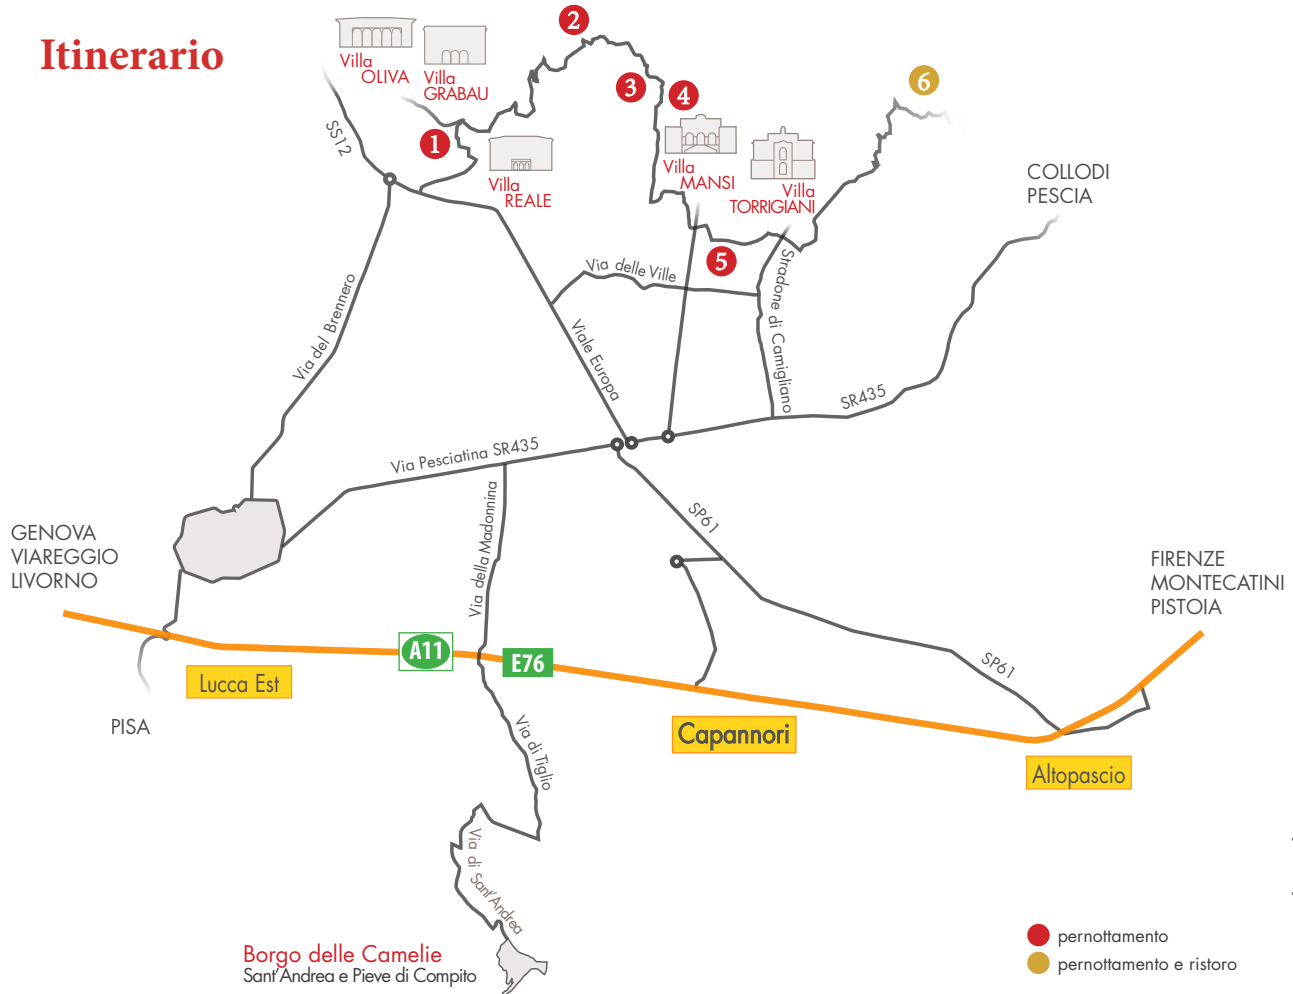 Itinerario
Villa
OLIVA
Villa
GRABAU
2
3
4
6
1
SS12
Villa
REALE
Villa
MANSI
Villa
TORRIGIANI
COLLODI
PESCIA
5
Via delle Ville
Stradone di Camigliano
Via del Brennero
Viale Europa
SR435
Via Pesciatina SR435
Via della Madonnina
SP61
GENOVA
VIAREGGIO
LIVORNO
FIRENZE
MONTECATINI
PISTOIA
A11
E76
Lucca Est
SP61
PISA
Capannori
Via di Tiglio
Altopascio
Via di Sant'Andrea
Borgo delle Camelie
Sant'Andrea e Pieve di Compito
pernottamento
pernottamento e ristoro